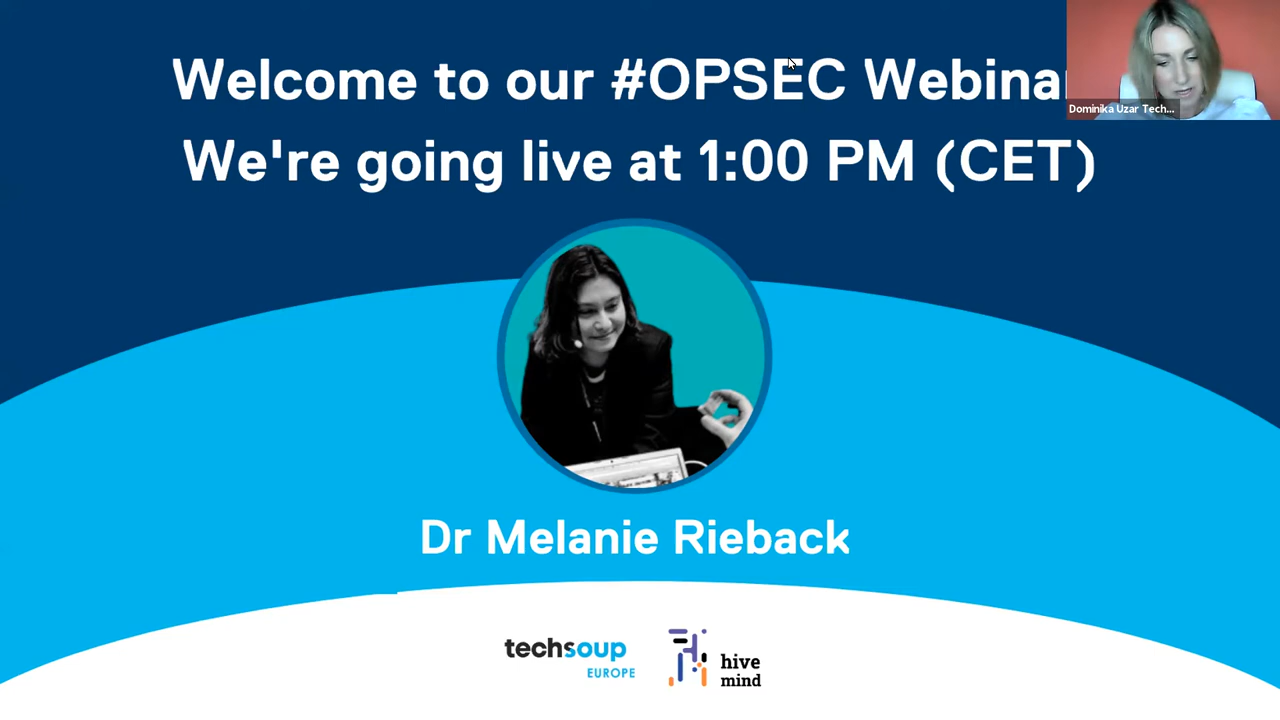 Welcome to our #OPSEC Webinar
We're going live at 1:00 PM (CET)
Dominika Uzar Tech...
Dr Melanie Rieback
techsoup
EUROPE
hive
mind